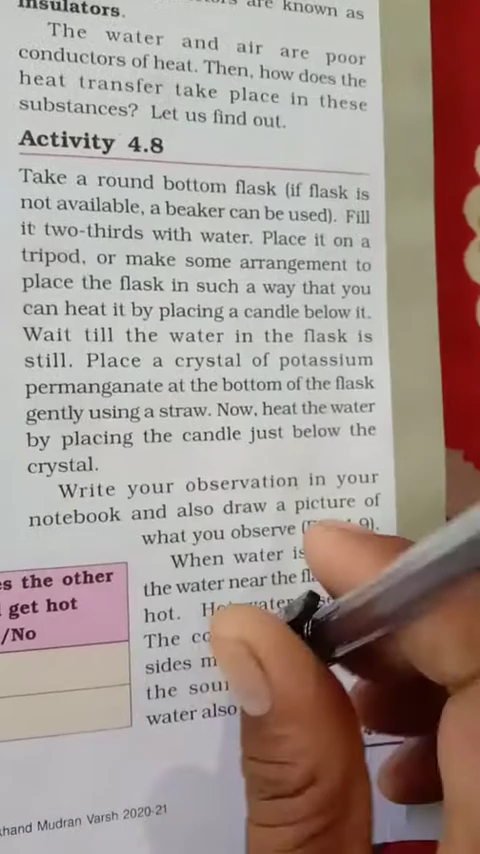 insulators.
are known as
The water and air are poor
conductors of heat. Then, how does the
heat transfer take place in these
substances? Let us find out.
Activity 4.8
Take a round bottom flask (if flask is
not available, a beaker can be used). Fill
it two-thirds with water. Place it on a
tripod, or make some arrangement to
place the flask in such a way that you
can heat it by placing a candle below it.
Wait till the water in the flask is
still. Place a crystal of potassium
permanganate at the bottom of the flask
gently using a straw. Now, heat the water
by placing the candle just below the
crystal.
Write your observation in your
notebook and also draw a picture of
what you observe
When water is
the water near the
hot.
The
sides
the
water also
the other
get hot
/No
Mudran Varsh 2020-21